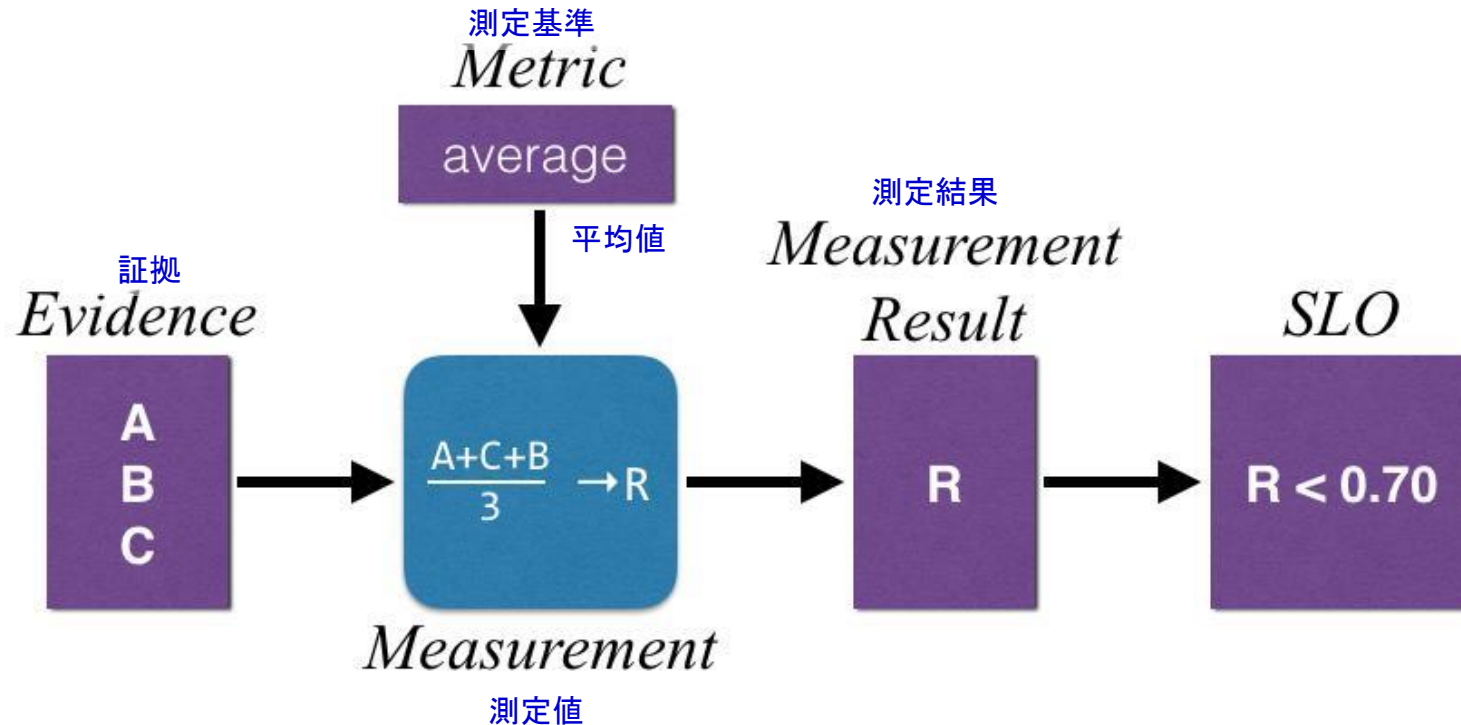 測定基準
Metric
average
平均値
証拠
Evidence
A
B
C
A+C+B
3
→R
Measurement
測定値
測定結果
Measurement
Result
R
SLO
R < 0.70